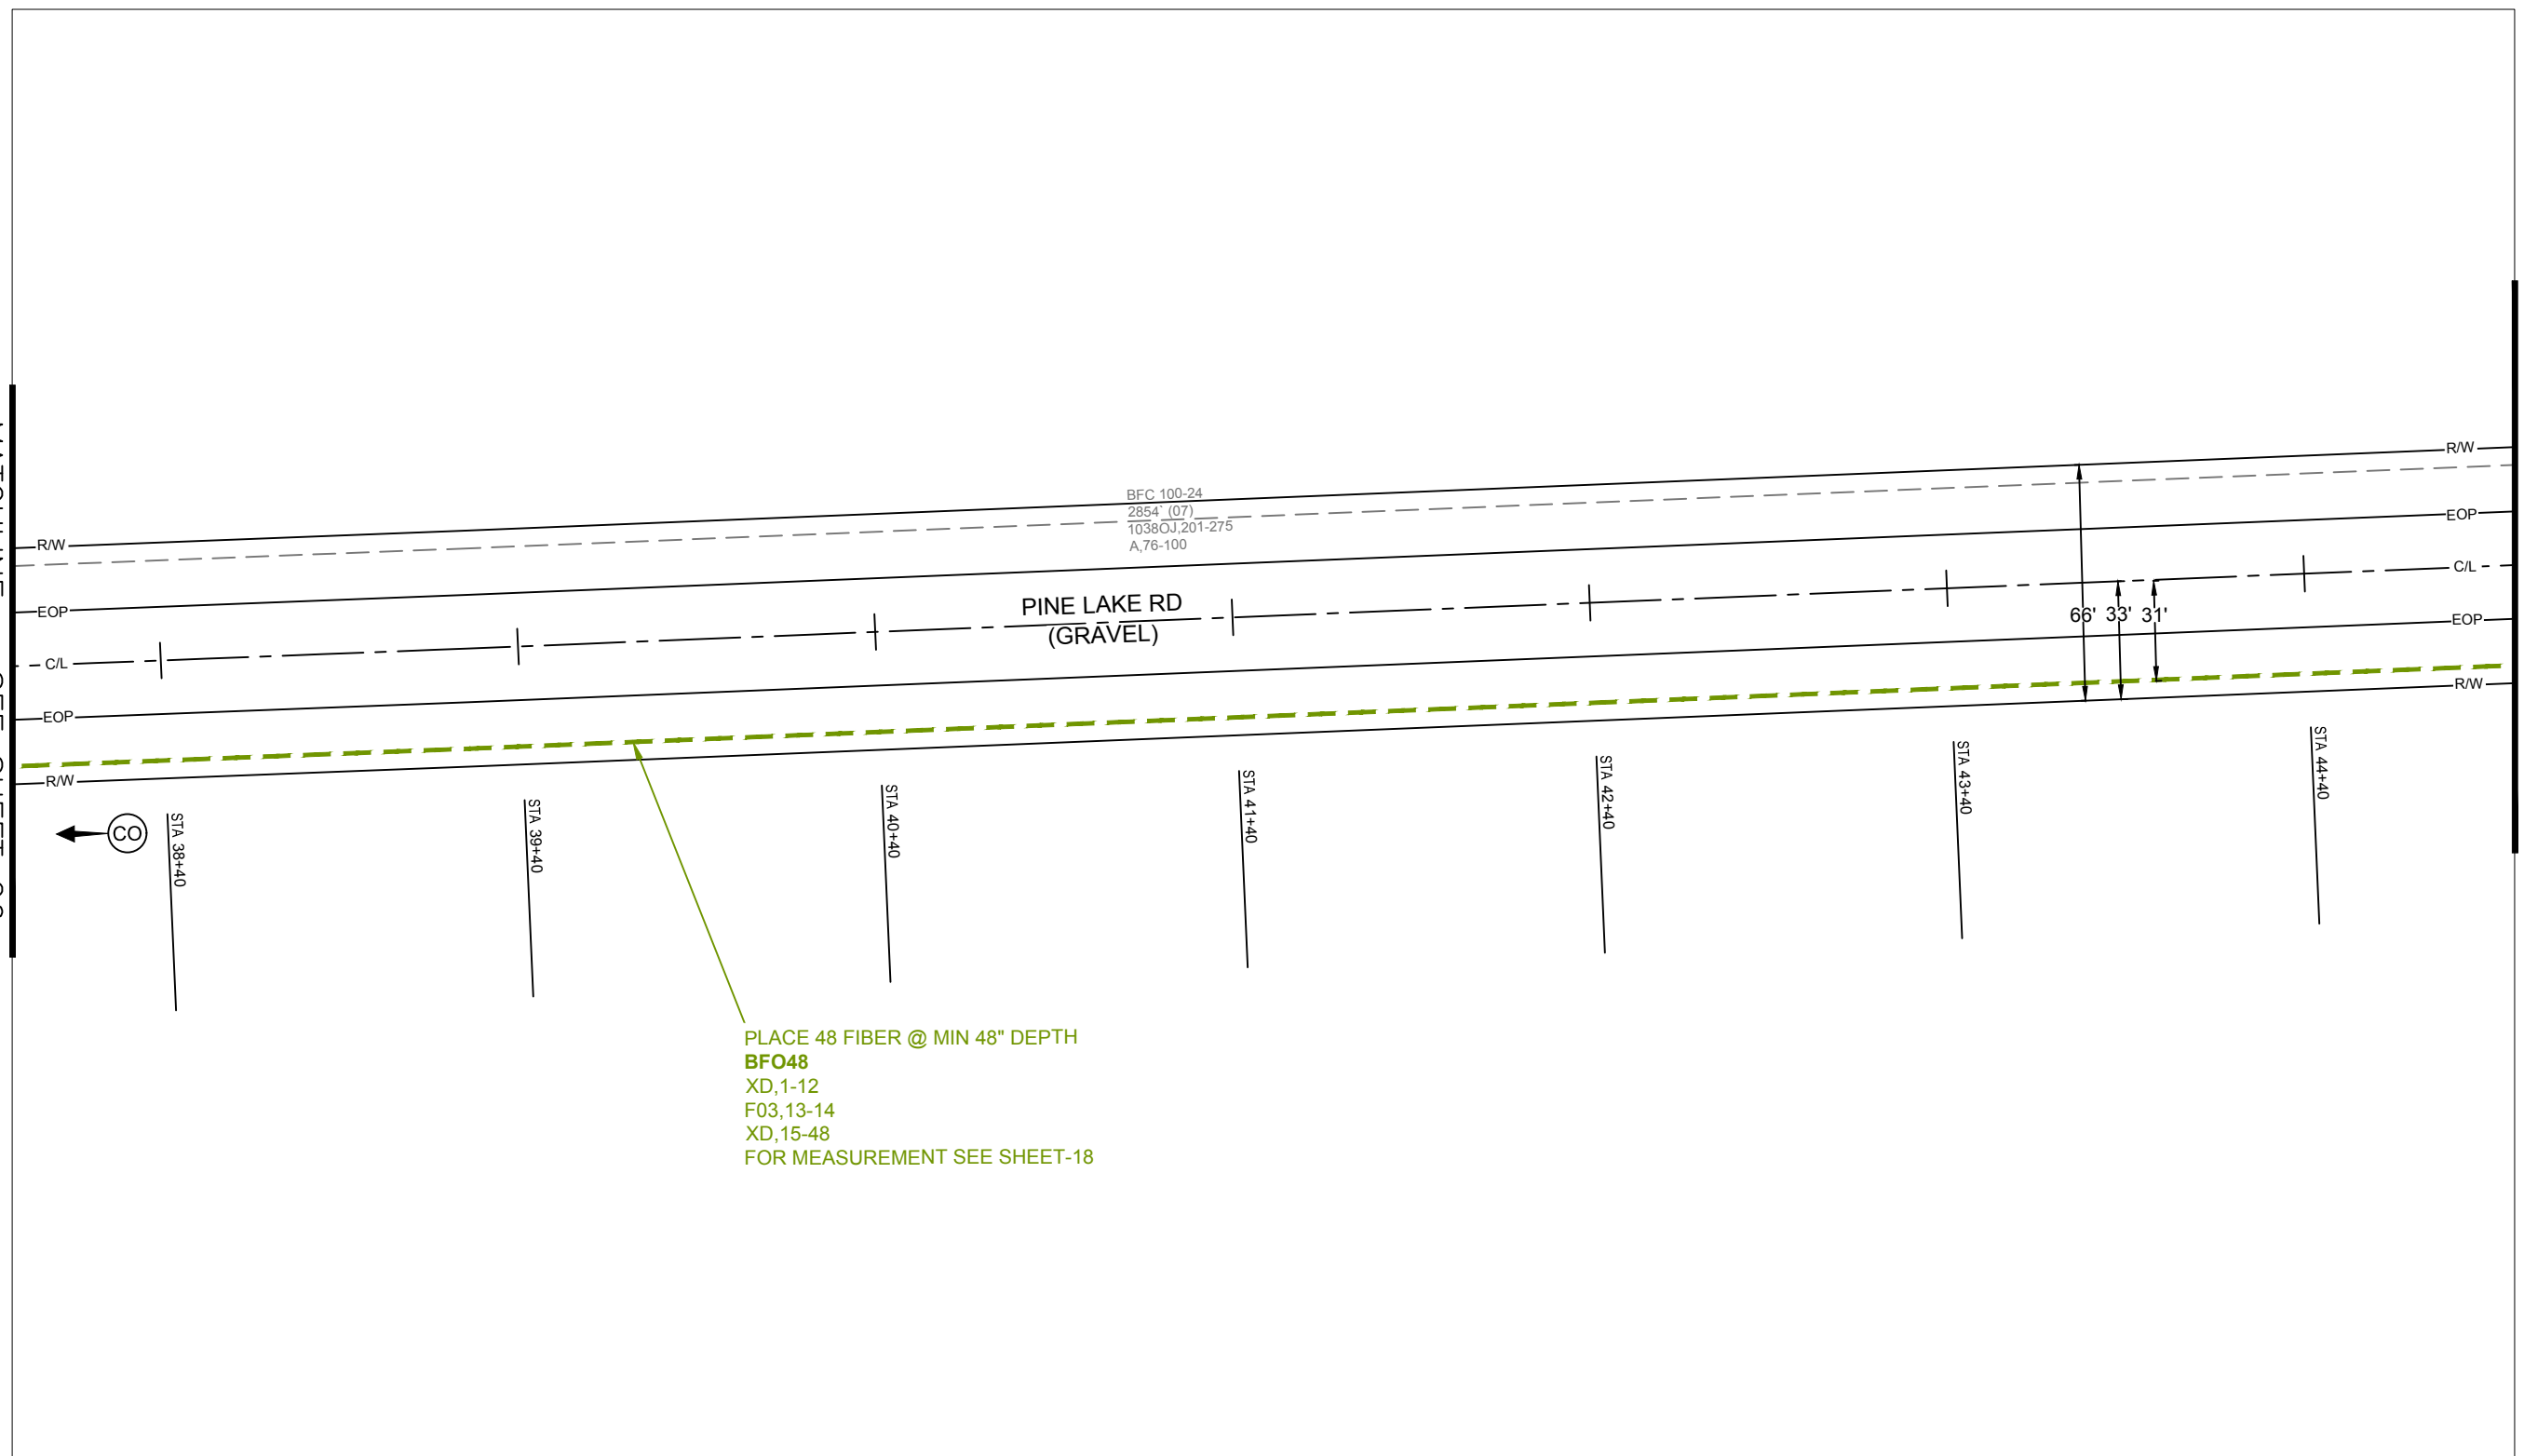 R/W
BFC 100-24
2854` (07)
1038OJ,201-275
A,76-100
R/W
EOP
EOP
C/L
PINE LAKE RD
(GRAVEL)
66' 33' 31'
C/L
EOP
EOP
R/W
R/W
CO
STA 38+40
STA 39+40
STA 40+40
STA 41+40
STA 42+40
STA 43+40
STA 44+40
PLACE 48 FIBER @ MIN 48" DEPTH
BFO48
XD,1-12
F03,13-14
XD,15-48
FOR MEASUREMENT SEE SHEET-18